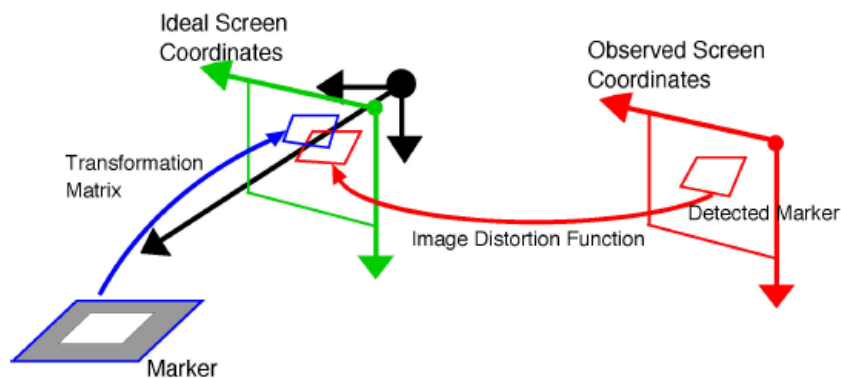 Ideal Screen
Coordinates
Observed Screen
Coordinates
Transformation
Matrix
Detected Marker
Image Distortion Function
Marker